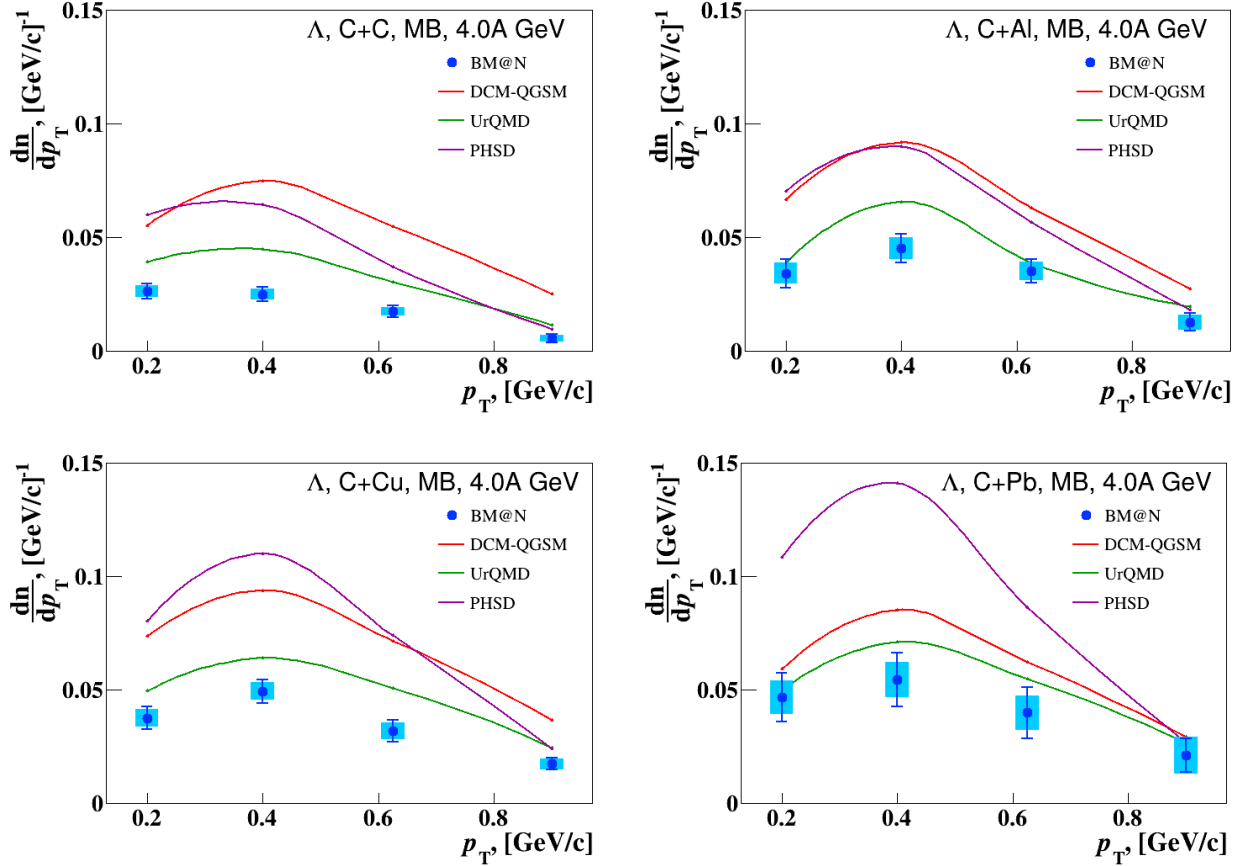 Λ, C+C, MB, 4.0A GeV
BM@N
DCM-QGSM
UrQMD
PHSD
dn/dp_T, [GeV/c]^-1
0.15
0.1
0.05
0
0.2 0.4 0.6 0.8
p_T, [GeV/c]
Λ, C+Al, MB, 4.0A GeV
BM@N
DCM-QGSM
UrQMD
PHSD
dn/dp_T, [GeV/c]^-1
0.15
0.1
0.05
0
0.2 0.4 0.6 0.8
p_T, [GeV/c]
Λ, C+Cu, MB, 4.0A GeV
BM@N
DCM-QGSM
UrQMD
PHSD
dn/dp_T, [GeV/c]^-1
0.15
0.1
0.05
0
0.2 0.4 0.6 0.8
p_T, [GeV/c]
Λ, C+Pb, MB, 4.0A GeV
BM@N
DCM-QGSM
UrQMD
PHSD
dn/dp_T, [GeV/c]^-1
0.15
0.1
0.05
0
0.2 0.4 0.6 0.8
p_T, [GeV/c]